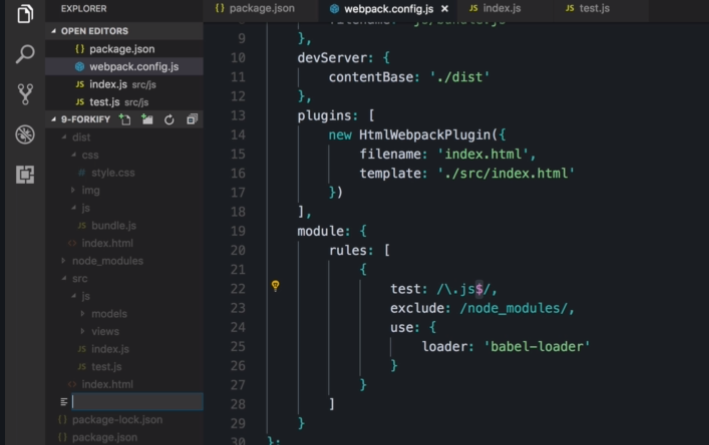 EXPLORER
OPEN EDITORS
{} package.json
webpack.config.js
JS index.js src/js
JS test.js src/js
9-FORKIFY
dist
css
# style.css
img
js
JS bundle.js
<> index.html
node_modules
src
js
models
views
JS index.js
JS test.js
<> index.html
{} package-lock.json
{} package.json
{} package.json
webpack.config.js ×
JS index.js
JS test.js
9 },
10 devServer: {
11 contentBase: './dist'
12 },
13 plugins: [
14 new HtmlWebpackPlugin({
15 filename: 'index.html',
16 template: './src/index.html'
17 })
18 ],
19 module: {
20 rules: [
21 {
22 test: /\.js$/,
23 exclude: /node_modules/,
24 use: {
25 loader: 'babel-loader'
26 }
27 }
28 ]
29 }
30 };